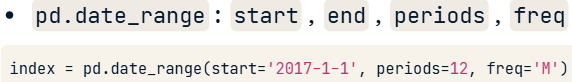 • pd.date_range: start, end, periods, freq
index = pd.date_range(start='2017-1-1', periods=12, freq='M')